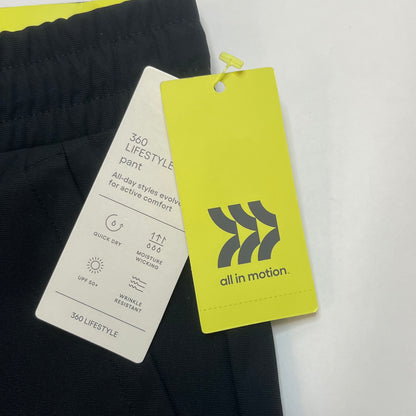 360
LIFESTYLE
pant
All-day styles evolve
for active comfort
QUICK DRY
MOISTURE
WICKING
UPF 50+
WRINKLE
RESISTANT
360 LIFESTYLE
all in motion.